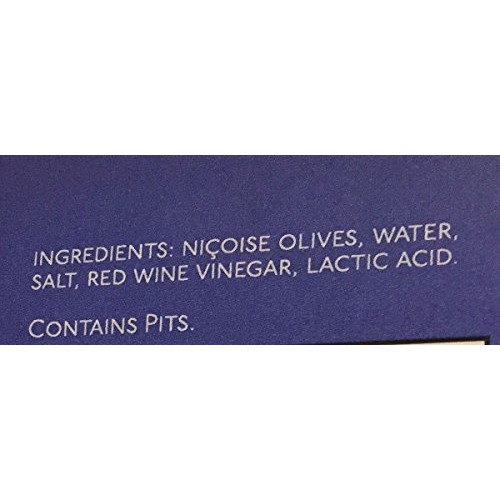 INGREDIENTS: NIÇOISE OLIVES, WATER,
SALT, RED WINE VINEGAR, LACTIC ACID.
CONTAINS PITS.